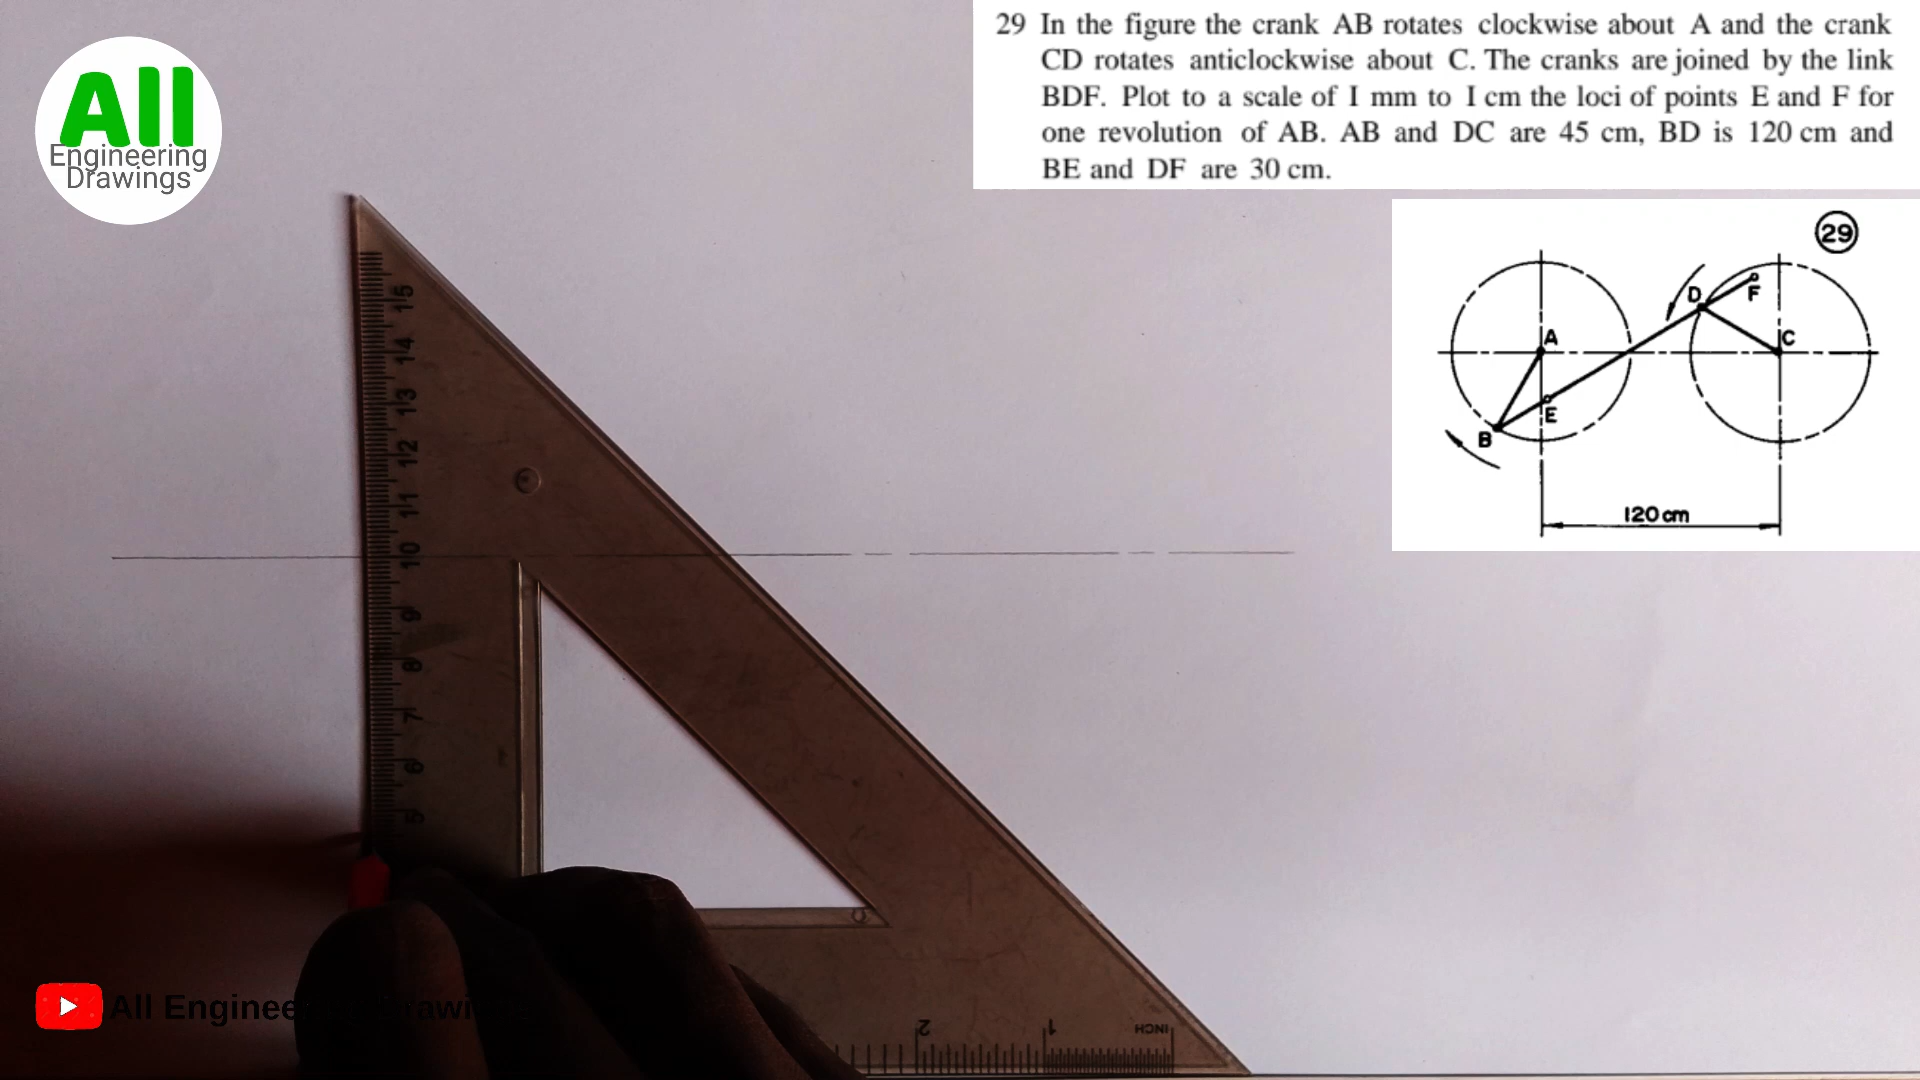 All
Engineering
Drawings
29 In the figure the crank AB rotates clockwise about A and the crank
CD rotates anticlockwise about C. The cranks are joined by the link
BDF. Plot to a scale of I mm to I cm the loci of points E and F for
one revolution of AB. AB and DC are 45 cm, BD is 120 cm and
BE and DF are 30 cm.
29
D
F
A
C
E
B
120 cm
15
14
13
12
11
10
9
8
7
6
5
All
2
1
INCH